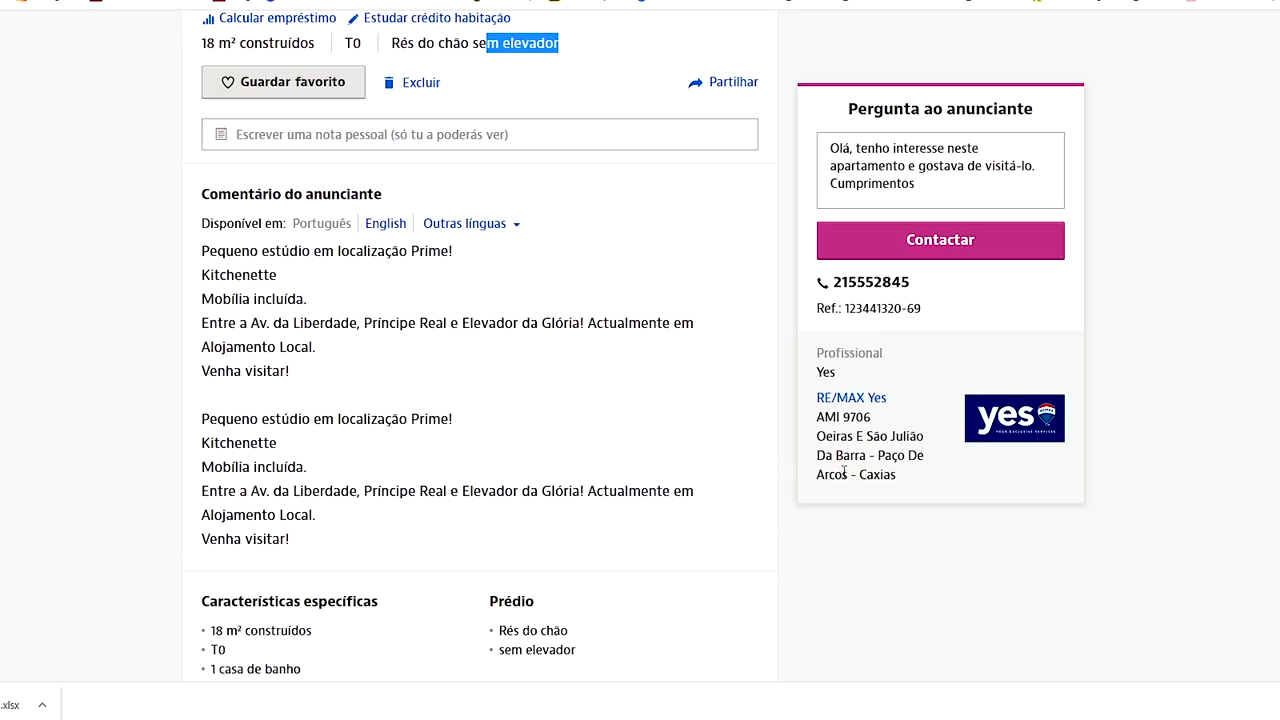 Calcular empréstimo Estudar crédito habitação
18 m² construídos T0 Rés do chão sem elevador
Guardar favorito Excluir Partilhar
Escrever uma nota pessoal (só tu a poderás ver)
Comentário do anunciante
Disponível em: Português English Outras línguas
Pequeno estúdio em localização Prime!
Kitchenette
Mobília incluída.
Entre a Av. da Liberdade, Príncipe Real e Elevador da Glória! Actualmente em
Alojamento Local.
Venha visitar!
Pequeno estúdio em localização Prime!
Kitchenette
Mobília incluída.
Entre a Av. da Liberdade, Príncipe Real e Elevador da Glória! Actualmente em
Alojamento Local.
Venha visitar!
Características específicas
18 m² construídos
T0
1 casa de banho
Prédio
Rés do chão
sem elevador
Pergunta ao anunciante
Olá, tenho interesse neste
apartamento e gostava de visitá-lo.
Cumprimentos
Contactar
215552845
Ref.: 123441320-69
Profissional
Yes
RE/MAX Yes
AMI 9706
Oeiras E São Julião
Da Barra - Paço De
Arcos - Caxias
yes
YOUR EXCLUSIVE SERVICES
.xlsx